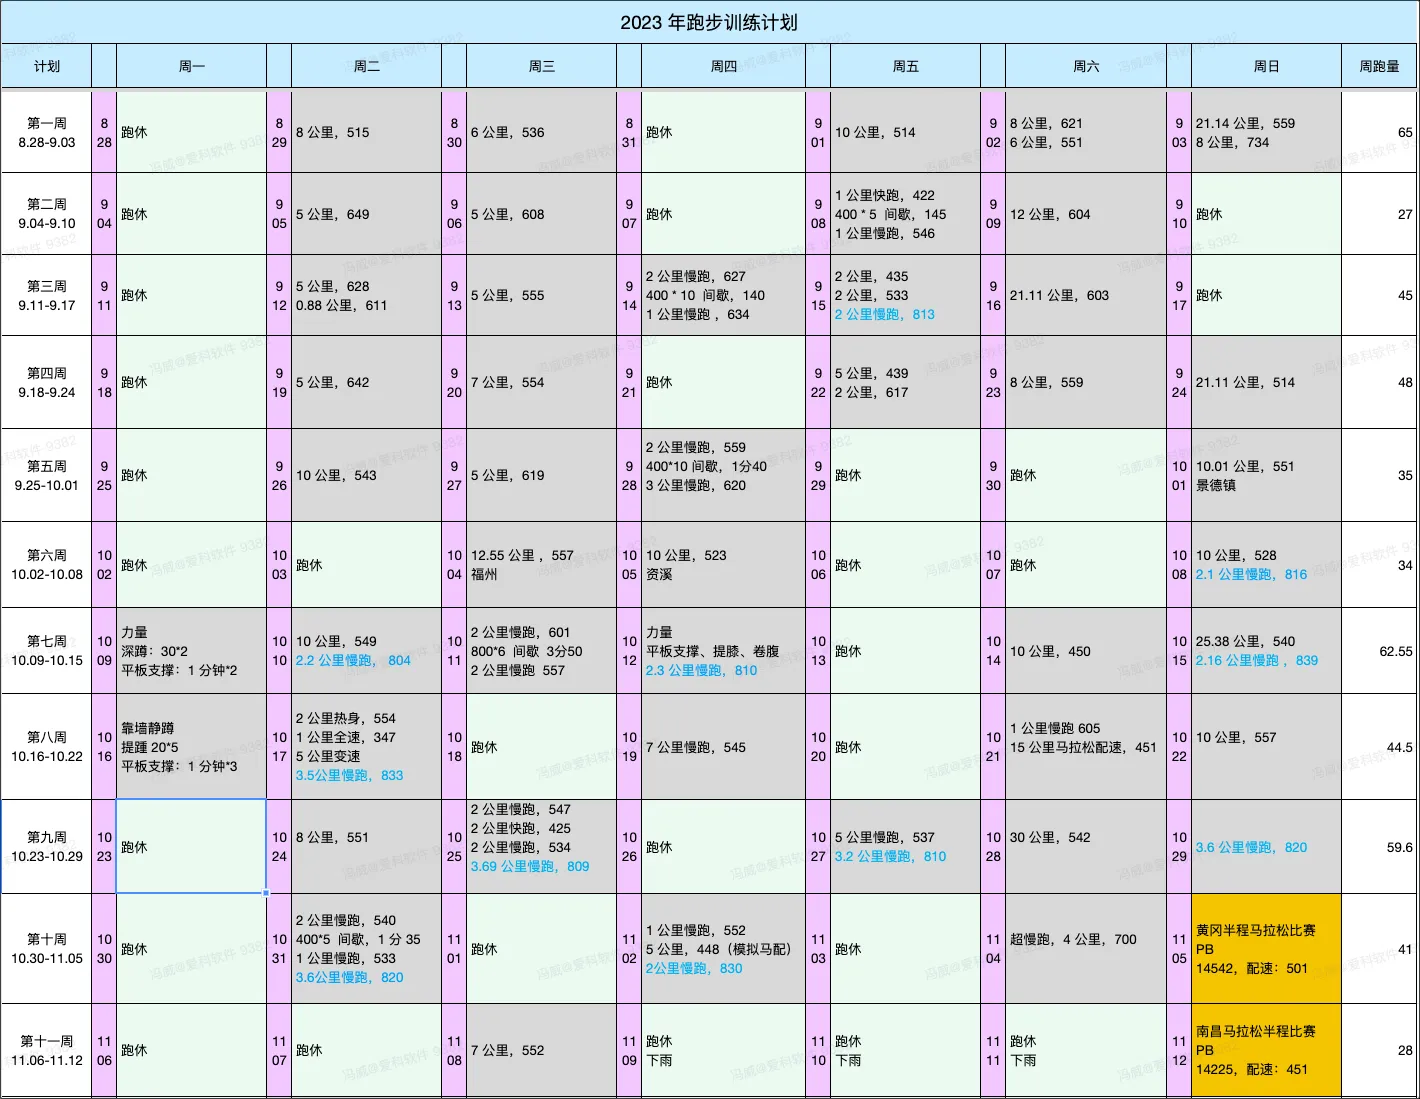 2023 年跑步训练计划
计划
周一
周二
周三
周四
周五
周六
周日
周跑量
第一周
8.28-9.03
8
28
跑休
8
29
8 公里，515
8
30
6 公里，536
8
31
跑休
9
01
10 公里，514
9
02
8 公里，621
6 公里，551
9
03
21.14 公里，559
8 公里，734
65
第二周
9.04-9.10
9
04
跑休
9
05
5 公里，649
9
06
5 公里，608
9
07
跑休
9
08
1 公里快跑，422
400 * 5 间歇，145
1 公里慢跑，546
9
09
12 公里，604
9
10
跑休
27
第三周
9.11-9.17
9
11
跑休
9
12
5 公里，628
0.88 公里，611
9
13
5 公里，555
9
14
2 公里慢跑，627
400 * 10 间歇，140
1 公里慢跑 ，634
9
15
2 公里，435
2 公里，533
2 公里慢跑，813
9
16
21.11 公里，603
9
17
跑休
45
第四周
9.18-9.24
9
18
跑休
9
19
5 公里，642
9
20
7 公里，554
9
21
跑休
9
22
5 公里，439
2 公里，617
9
23
8 公里，559
9
24
21.11 公里，514
48
第五周
9.25-10.01
9
25
跑休
9
26
10 公里，543
9
27
5 公里，619
9
28
2 公里慢跑，559
400*10 间歇，1分40
3 公里慢跑，620
9
29
跑休
9
30
跑休
10
01
10.01 公里，551
景德镇
35
第六周
10.02-10.08
10
02
跑休
10
03
跑休
10
04
12.55 公里 ，557
福州
10
05
10 公里，523
资溪
10
06
跑休
10
07
跑休
10
08
10 公里，528
2.1 公里慢跑，816
34
第七周
10.09-10.15
10
09
力量
深蹲：30*2
平板支撑：1 分钟*2
10
10
10 公里，549
2.2 公里慢跑， 804
10
11
2 公里慢跑，601
800*6 间歇 3分50
2 公里慢跑 557
10
12
力量
平板支撑、提膝、卷腹
2.3 公里慢跑，810
10
13
跑休
10
14
10 公里，450
10
15
25.38 公里，540
2.16 公里慢跑 ，839
62.55
第八周
10.16-10.22
10
16
靠墙静蹲
提踵 20*5
平板支撑：1 分钟*3
10
17
2 公里热身，554
1 公里全速，347
5 公里变速
3.5公里慢跑，833
10
18
跑休
10
19
7 公里慢跑，545
10
20
跑休
10
21
1 公里慢跑 605
15 公里马拉松配速，451
10
22
10 公里，557
44.5
第九周
10.23-10.29
10
23
跑休
10
24
8 公里，551
10
25
2 公里慢跑，547
2 公里快跑，425
2 公里慢跑，534
3.69 公里慢跑，809
10
26
跑休
10
27
5 公里慢跑，537
3.2 公里慢跑，810
10
28
30 公里，542
10
29
3.6 公里慢跑，820
59.6
第十周
10.30-11.05
10
30
跑休
10
31
2 公里慢跑，540
400*5 间歇，1 分 35
1 公里慢跑，533
3.6公里慢跑，820
11
01
跑休
11
02
1 公里慢跑，552
5 公里，448（模拟马配）
2公里慢跑，830
11
03
跑休
11
04
超慢跑，4 公里，700
11
05
黄冈半程马拉松比赛
PB
14542，配速：501
41
第十一周
11.06-11.12
11
06
跑休
11
07
跑休
11
08
7 公里，552
11
09
跑休
下雨
11
10
跑休
下雨
11
11
跑休
下雨
11
12
南昌马拉松半程比赛
PB
14225，配速：451
28
冯威@爱科软件 9382